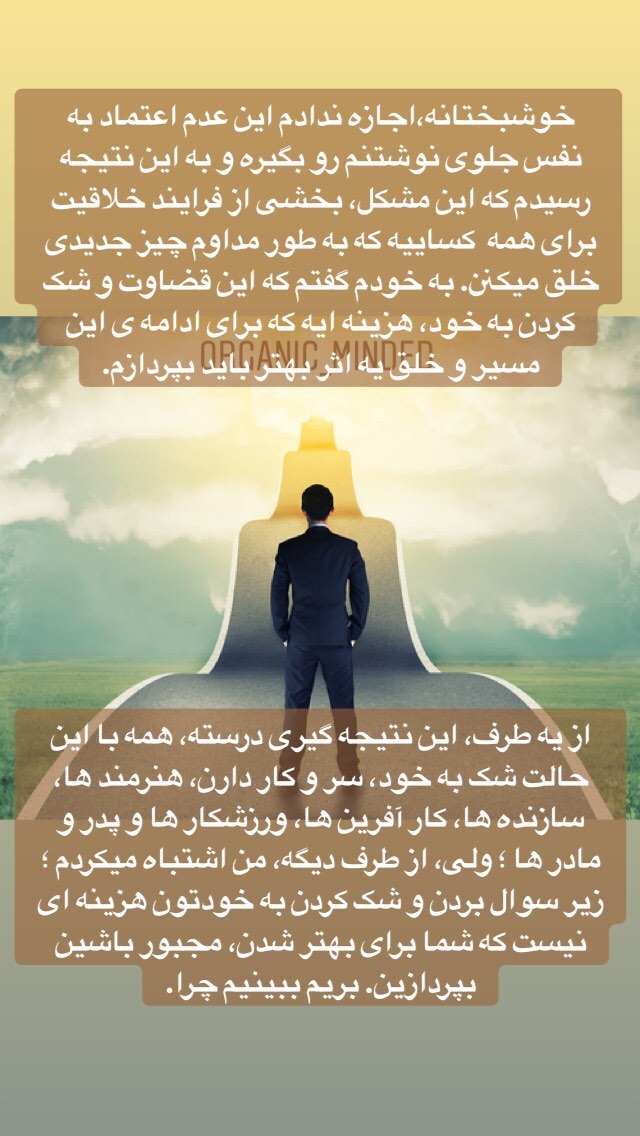 خوشبختانه،اجازه ندادم این عدم اعتماد به
نفس جلوی نوشتنم رو بگیره و به این نتیجه
رسیدم که این مشکل، بخشی از فرایند خلاقیت
برای همه کساییه که به طور مداوم چیز جدیدی
خلق میکنن. به خودم گفتم که این قضاوت و شک
کردن به خود، هزینه ایه که برای ادامه ی این
مسیر و خلق یه اثر بهتر باید بپردازم.
ORGANIC_MINDED
از یه طرف، این نتیجه گیری درسته، همه با این
حالت شک به خود، سر و کار دارن، هنرمند ها،
سازنده ها، کار آفرین ها، ورزشکار ها و پدر و
مادر ها ؛ ولی، از طرف دیگه، من اشتباه میکردم ؛
زیر سوال بردن و شک کردن به خودتون هزینه ای
نیست که شما برای بهتر شدن، مجبور باشین
بپردازین. بریم ببینیم چرا.